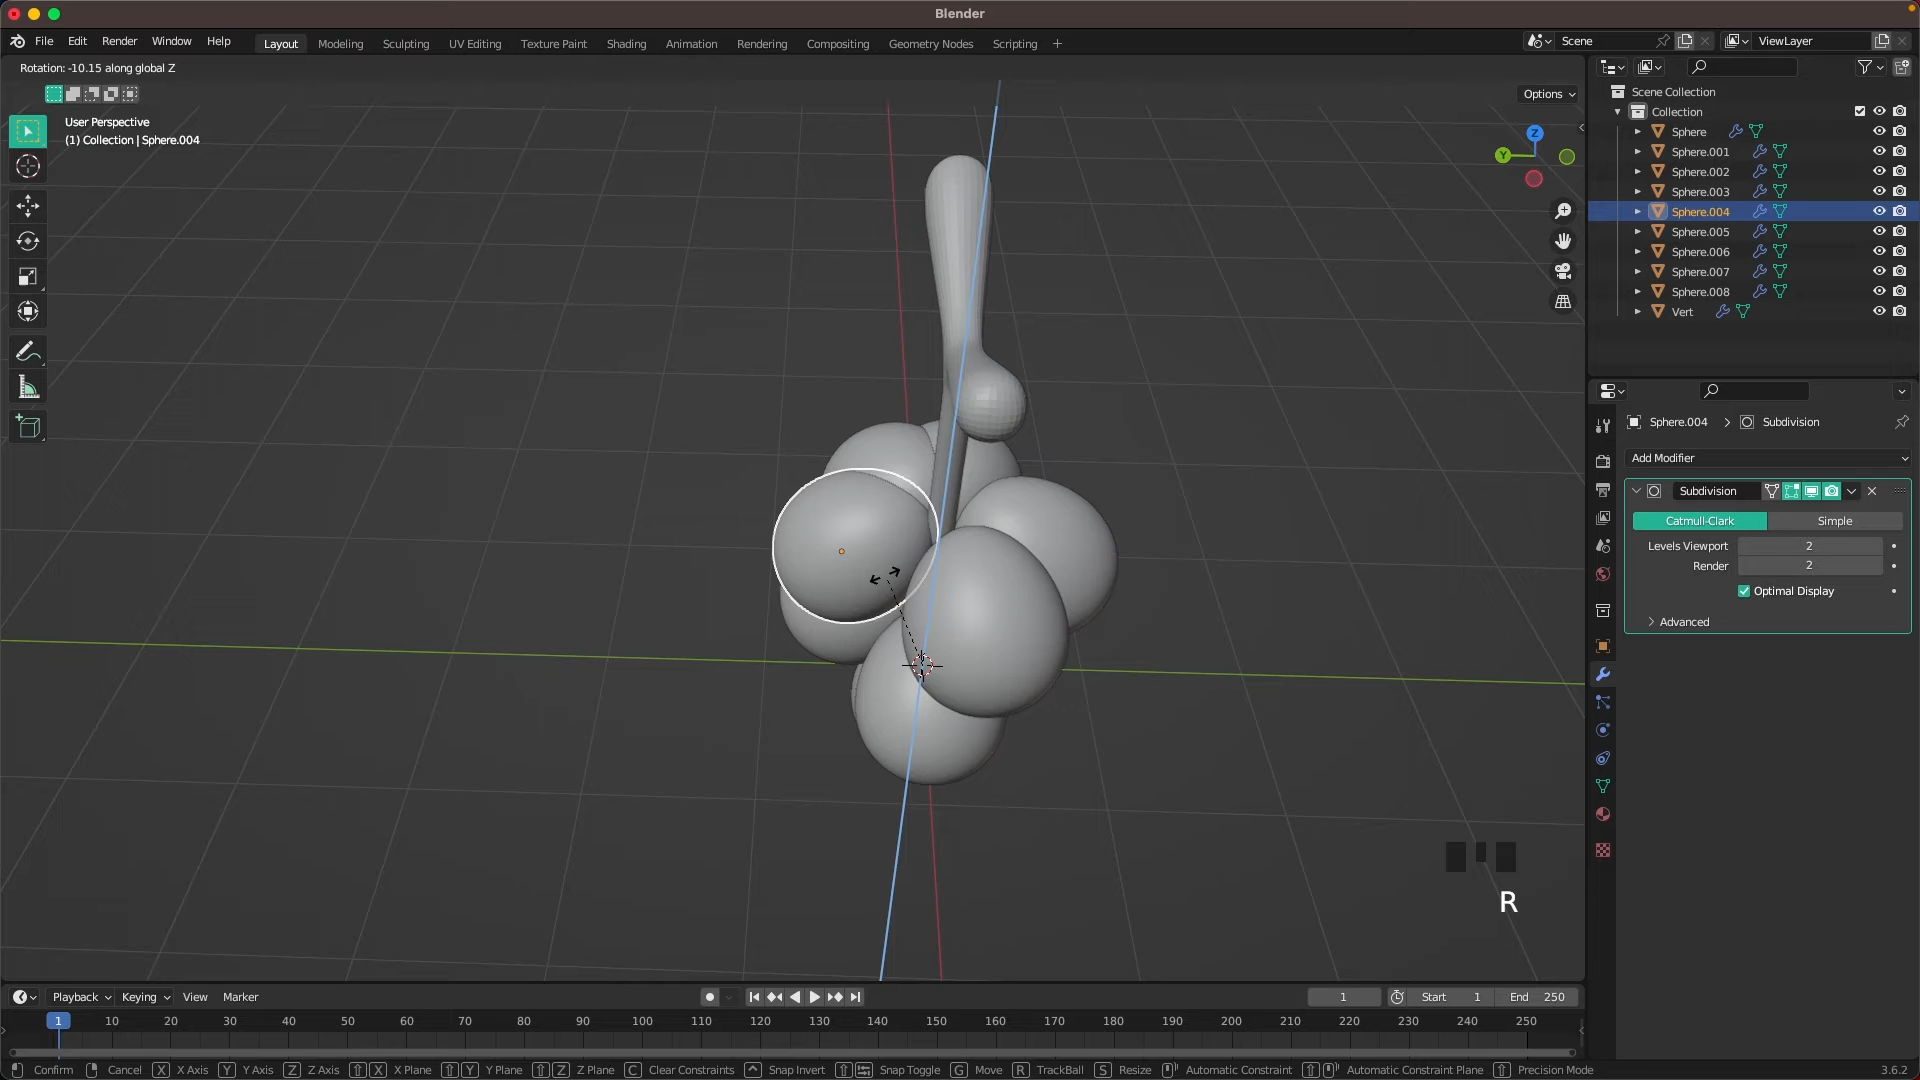 Blender
File Edit Render Window Help Layout Modeling Sculpting UV Editing Texture Paint Shading Animation Rendering Compositing Geometry Nodes Scripting + Scene ViewLayer
Rotation: -10.15 along global Z
Options
User Perspective
(1) Collection | Sphere.004
Z
Y
Scene Collection
Collection
Sphere
Sphere.001
Sphere.002
Sphere.003
Sphere.004
Sphere.005
Sphere.006
Sphere.007
Sphere.008
Vert
Sphere.004 > Subdivision
Add Modifier
Subdivision
Catmull-Clark Simple
Levels Viewport 2
Render 2
Optimal Display
Advanced
R
Playback Keying View Marker 1 Start 1 End 250
1 10 20 30 40 50 60 70 80 90 100 110 120 130 140 150 160 170 180 190 200 210 220 230 240 250
Confirm Cancel X X Axis Y Y Axis Z Z Axis X X Plane Y Y Plane Z Z Plane C Clear Constraints Snap Invert Snap Toggle G Move R TrackBall S Resize Automatic Constraint Automatic Constraint Plane Precision Mode 3.6.2